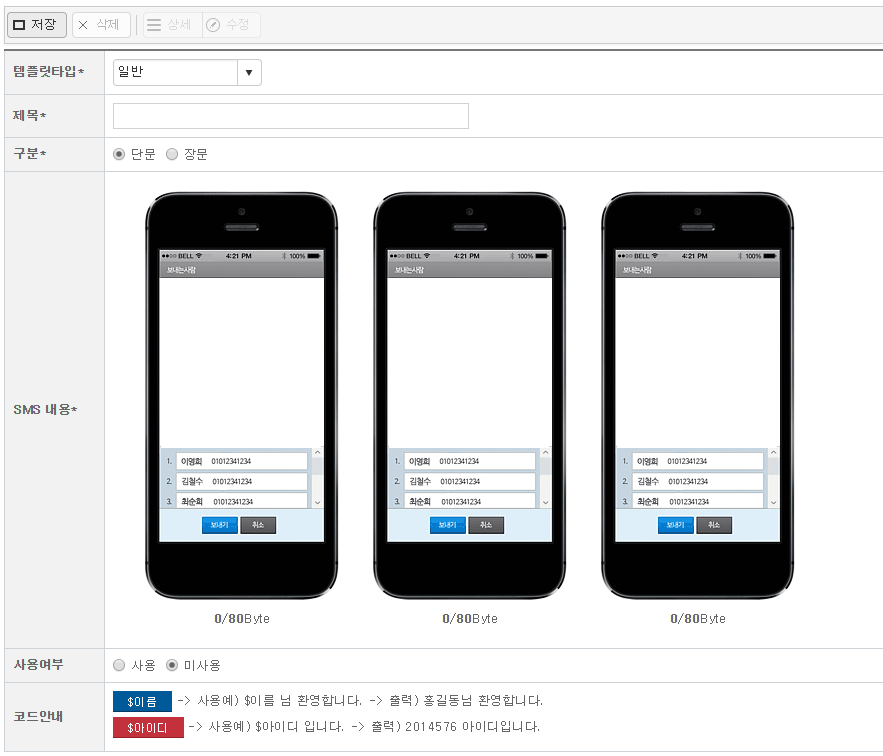 저장 삭제 상세 수정
템플릿타입* 일반
제목*
구분* 단문 장문
SMS 내용*
BELL 4:21 PM 100%
보내는사람
1. 이영희 01012341234
2. 김철수 01012341234
3. 최순희 01012341234
보내기 취소
0/80Byte
BELL 4:21 PM 100%
보내는사람
1. 이영희 01012341234
2. 김철수 01012341234
3. 최순희 01012341234
보내기 취소
0/80Byte
BELL 4:21 PM 100%
보내는사람
1. 이영희 01012341234
2. 김철수 01012341234
3. 최순희 01012341234
보내기 취소
0/80Byte
사용여부 사용 미사용
코드안내
$이름 -> 사용예) $이름 님 환영합니다. -> 출력) 홍길동님 환영합니다.
$아이디 -> 사용예) $아이디 입니다. -> 출력) 2014576 아이디입니다.